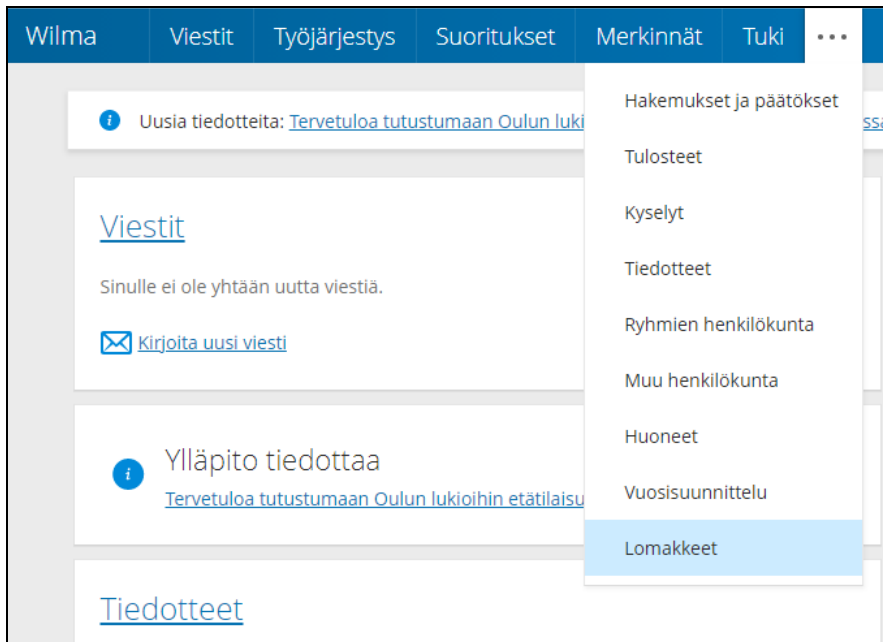 Wilma Viestit Työjärjestys Suoritukset Merkinnät Tuki ...
Hakemukset ja päätökset
Uusia tiedotteita: Tervetuloa tutustumaan Oulun luki
Tulosteet
Viestit
Kyselyt
Tiedotteet
Sinulle ei ole yhtään uutta viestiä.
Ryhmien henkilökunta
Kirjoita uusi viesti
Muu henkilökunta
Huoneet
Ylläpito tiedottaa
Tervetuloa tutustumaan Oulun lukioihin etätilaisu
Vuosisuunnittelu
Lomakkeet
Tiedotteet